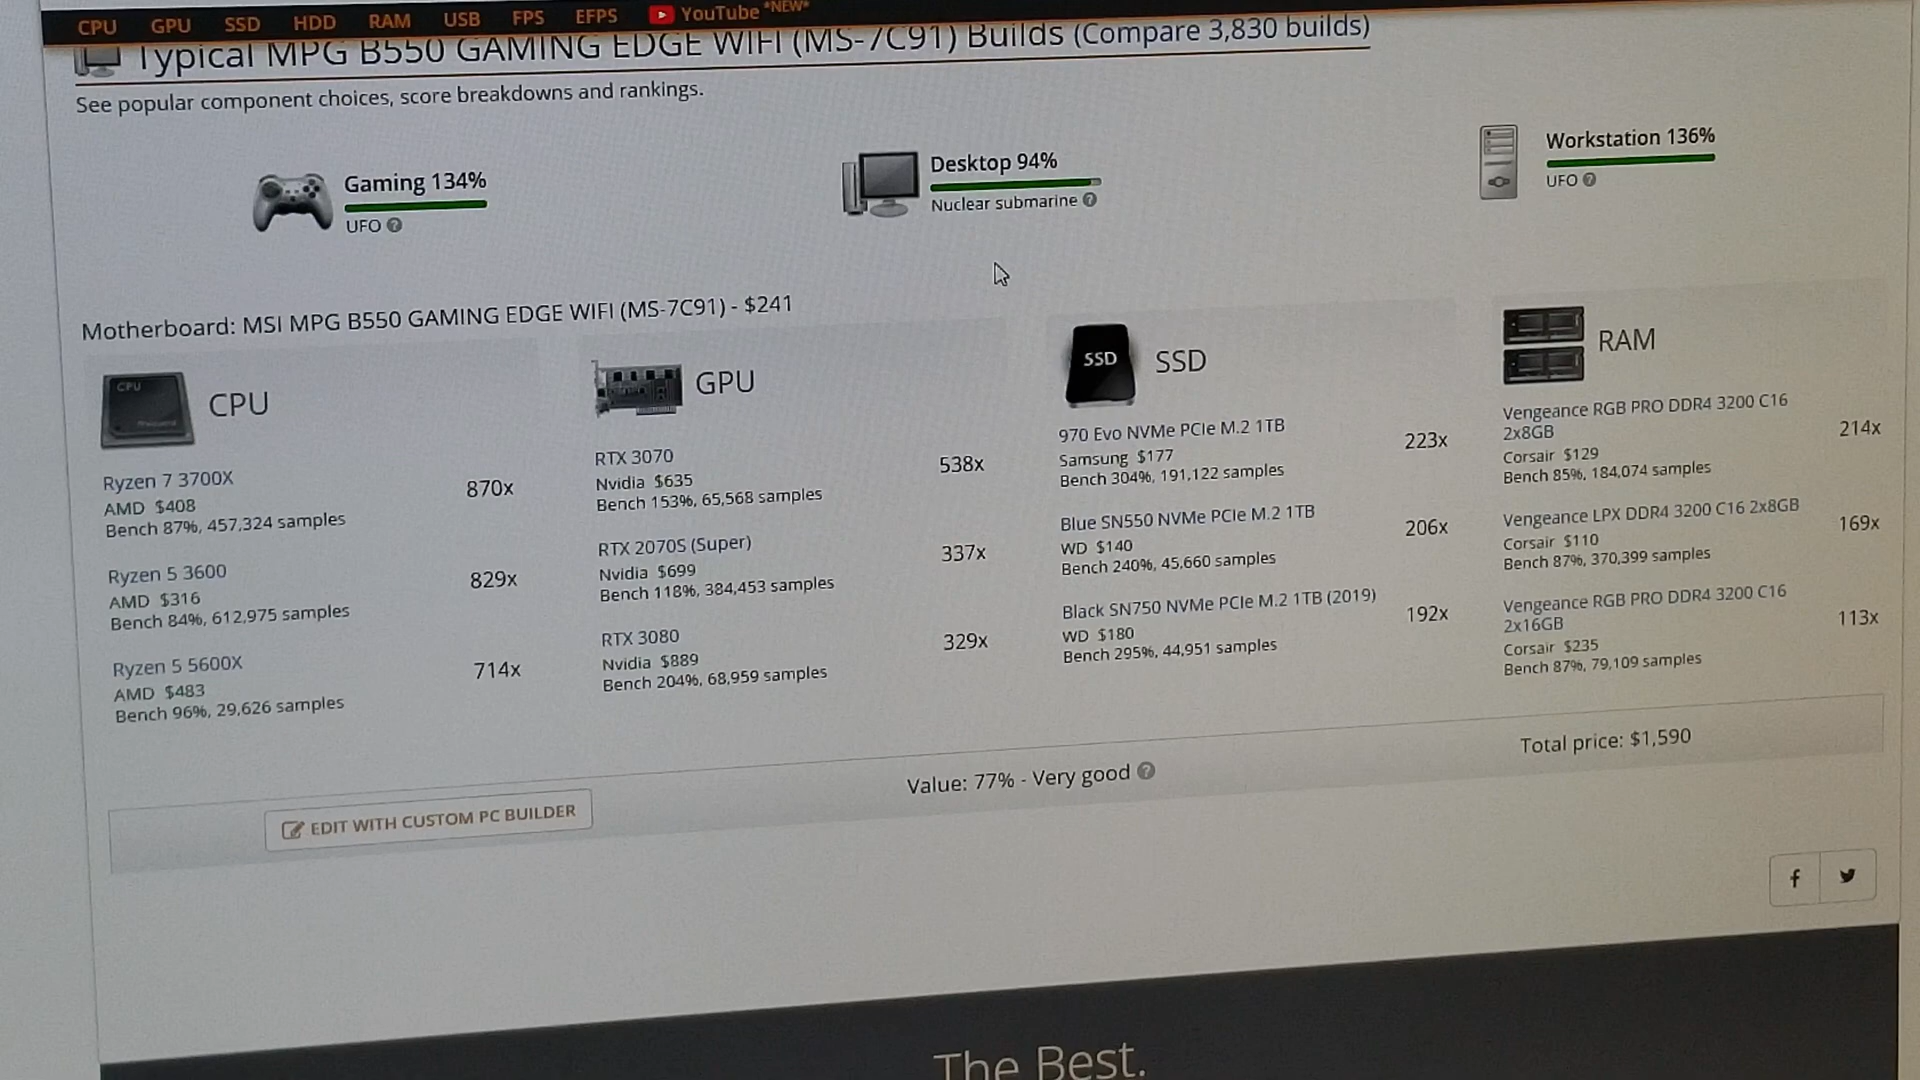 CPU GPU SSD HDD RAM USB FPS EFPS YouTube *NEW*
Typical MPG B550 GAMING EDGE WIFI (MS-7C91) Builds (Compare 3,830 builds)
See popular component choices, score breakdowns and rankings.
Gaming 134%
UFO
Desktop 94%
Nuclear submarine
Workstation 136%
UFO
Motherboard: MSI MPG B550 GAMING EDGE WIFI (MS-7C91) - $241
CPU
CPU
Ryzen 7 3700X
AMD $408
Bench 87%, 457,324 samples
870x
Ryzen 5 3600
AMD $316
Bench 84%, 612,975 samples
829x
Ryzen 5 5600X
AMD $483
Bench 96%, 29,626 samples
714x
GPU
RTX 3070
Nvidia $635
Bench 153%, 65,568 samples
538x
RTX 2070S (Super)
Nvidia $699
Bench 118%, 384,453 samples
337x
RTX 3080
Nvidia $889
Bench 204%, 68,959 samples
329x
SSD
SSD
970 Evo NVMe PCIe M.2 1TB
Samsung $177
Bench 304%, 191,122 samples
223x
Blue SN550 NVMe PCIe M.2 1TB
WD $140
Bench 240%, 45,660 samples
206x
Black SN750 NVMe PCIe M.2 1TB (2019)
WD $180
Bench 295%, 44,951 samples
192x
RAM
Vengeance RGB PRO DDR4 3200 C16
2x8GB
Corsair $129
Bench 85%, 184,074 samples
214x
Vengeance LPX DDR4 3200 C16 2x8GB
Corsair $110
Bench 87%, 370,399 samples
169x
Vengeance RGB PRO DDR4 3200 C16
2x16GB
Corsair $235
Bench 87%, 79,109 samples
113x
EDIT WITH CUSTOM PC BUILDER
Value: 77% - Very good
Total price: $1,590
The Best.